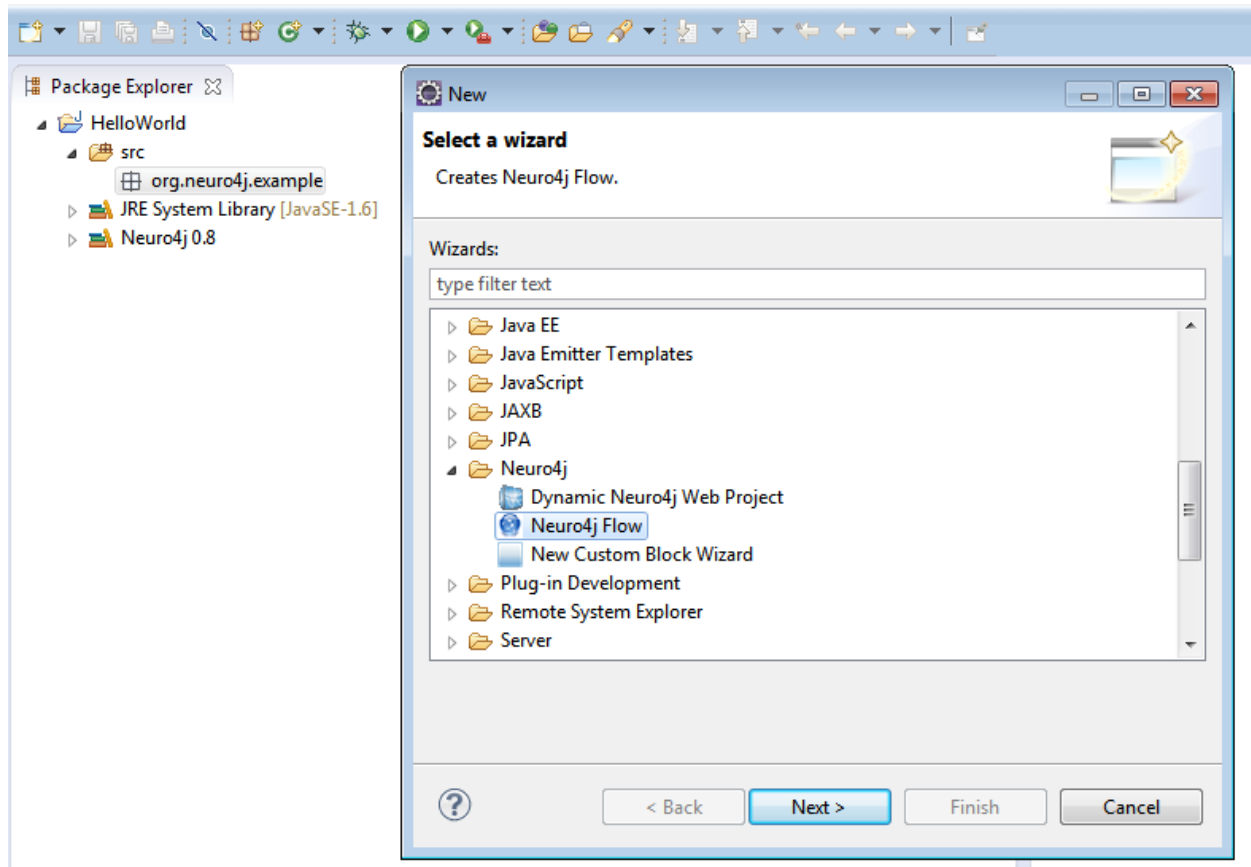 Package Explorer
HelloWorld
src
org.neuro4j.example
JRE System Library [JavaSE-1.6]
Neuro4j 0.8
New
Select a wizard
Creates Neuro4j Flow.
Wizards:
type filter text
Java EE
Java Emitter Templates
JavaScript
JAXB
JPA
Neuro4j
Dynamic Neuro4j Web Project
Neuro4j Flow
New Custom Block Wizard
Plug-in Development
Remote System Explorer
Server
? < Back Next > Finish Cancel